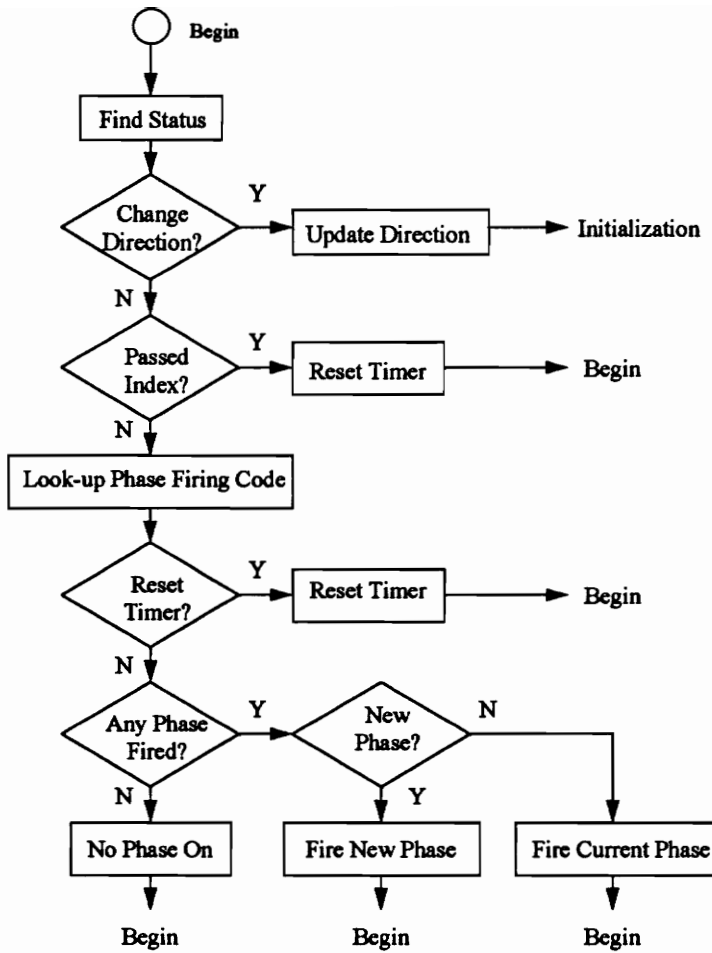 Begin
Find Status
Change
Direction?
Y
Update Direction
Initialization
N
Passed
Index?
Y
Reset Timer
Begin
N
Look-up Phase Firing Code
Reset
Timer?
Y
Reset Timer
Begin
N
Any Phase
Fired?
Y
New
Phase?
N
N
Y
No Phase On
Fire New Phase
Fire Current Phase
Begin
Begin
Begin